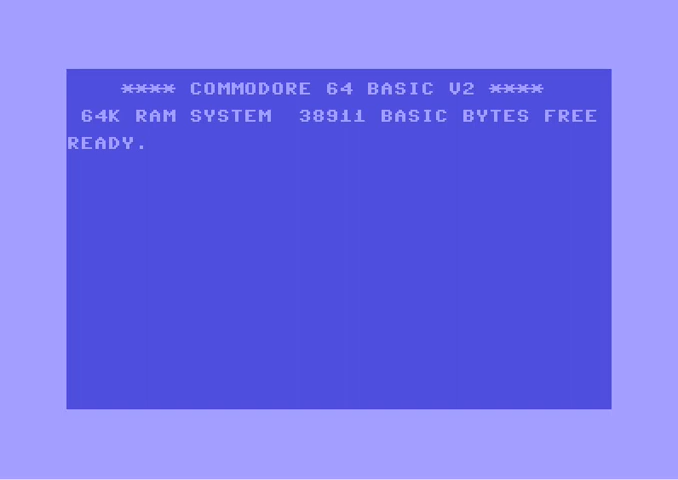 **** COMMODORE 64 BASIC V2 ****
64K RAM SYSTEM  38911 BASIC BYTES FREE
READY.